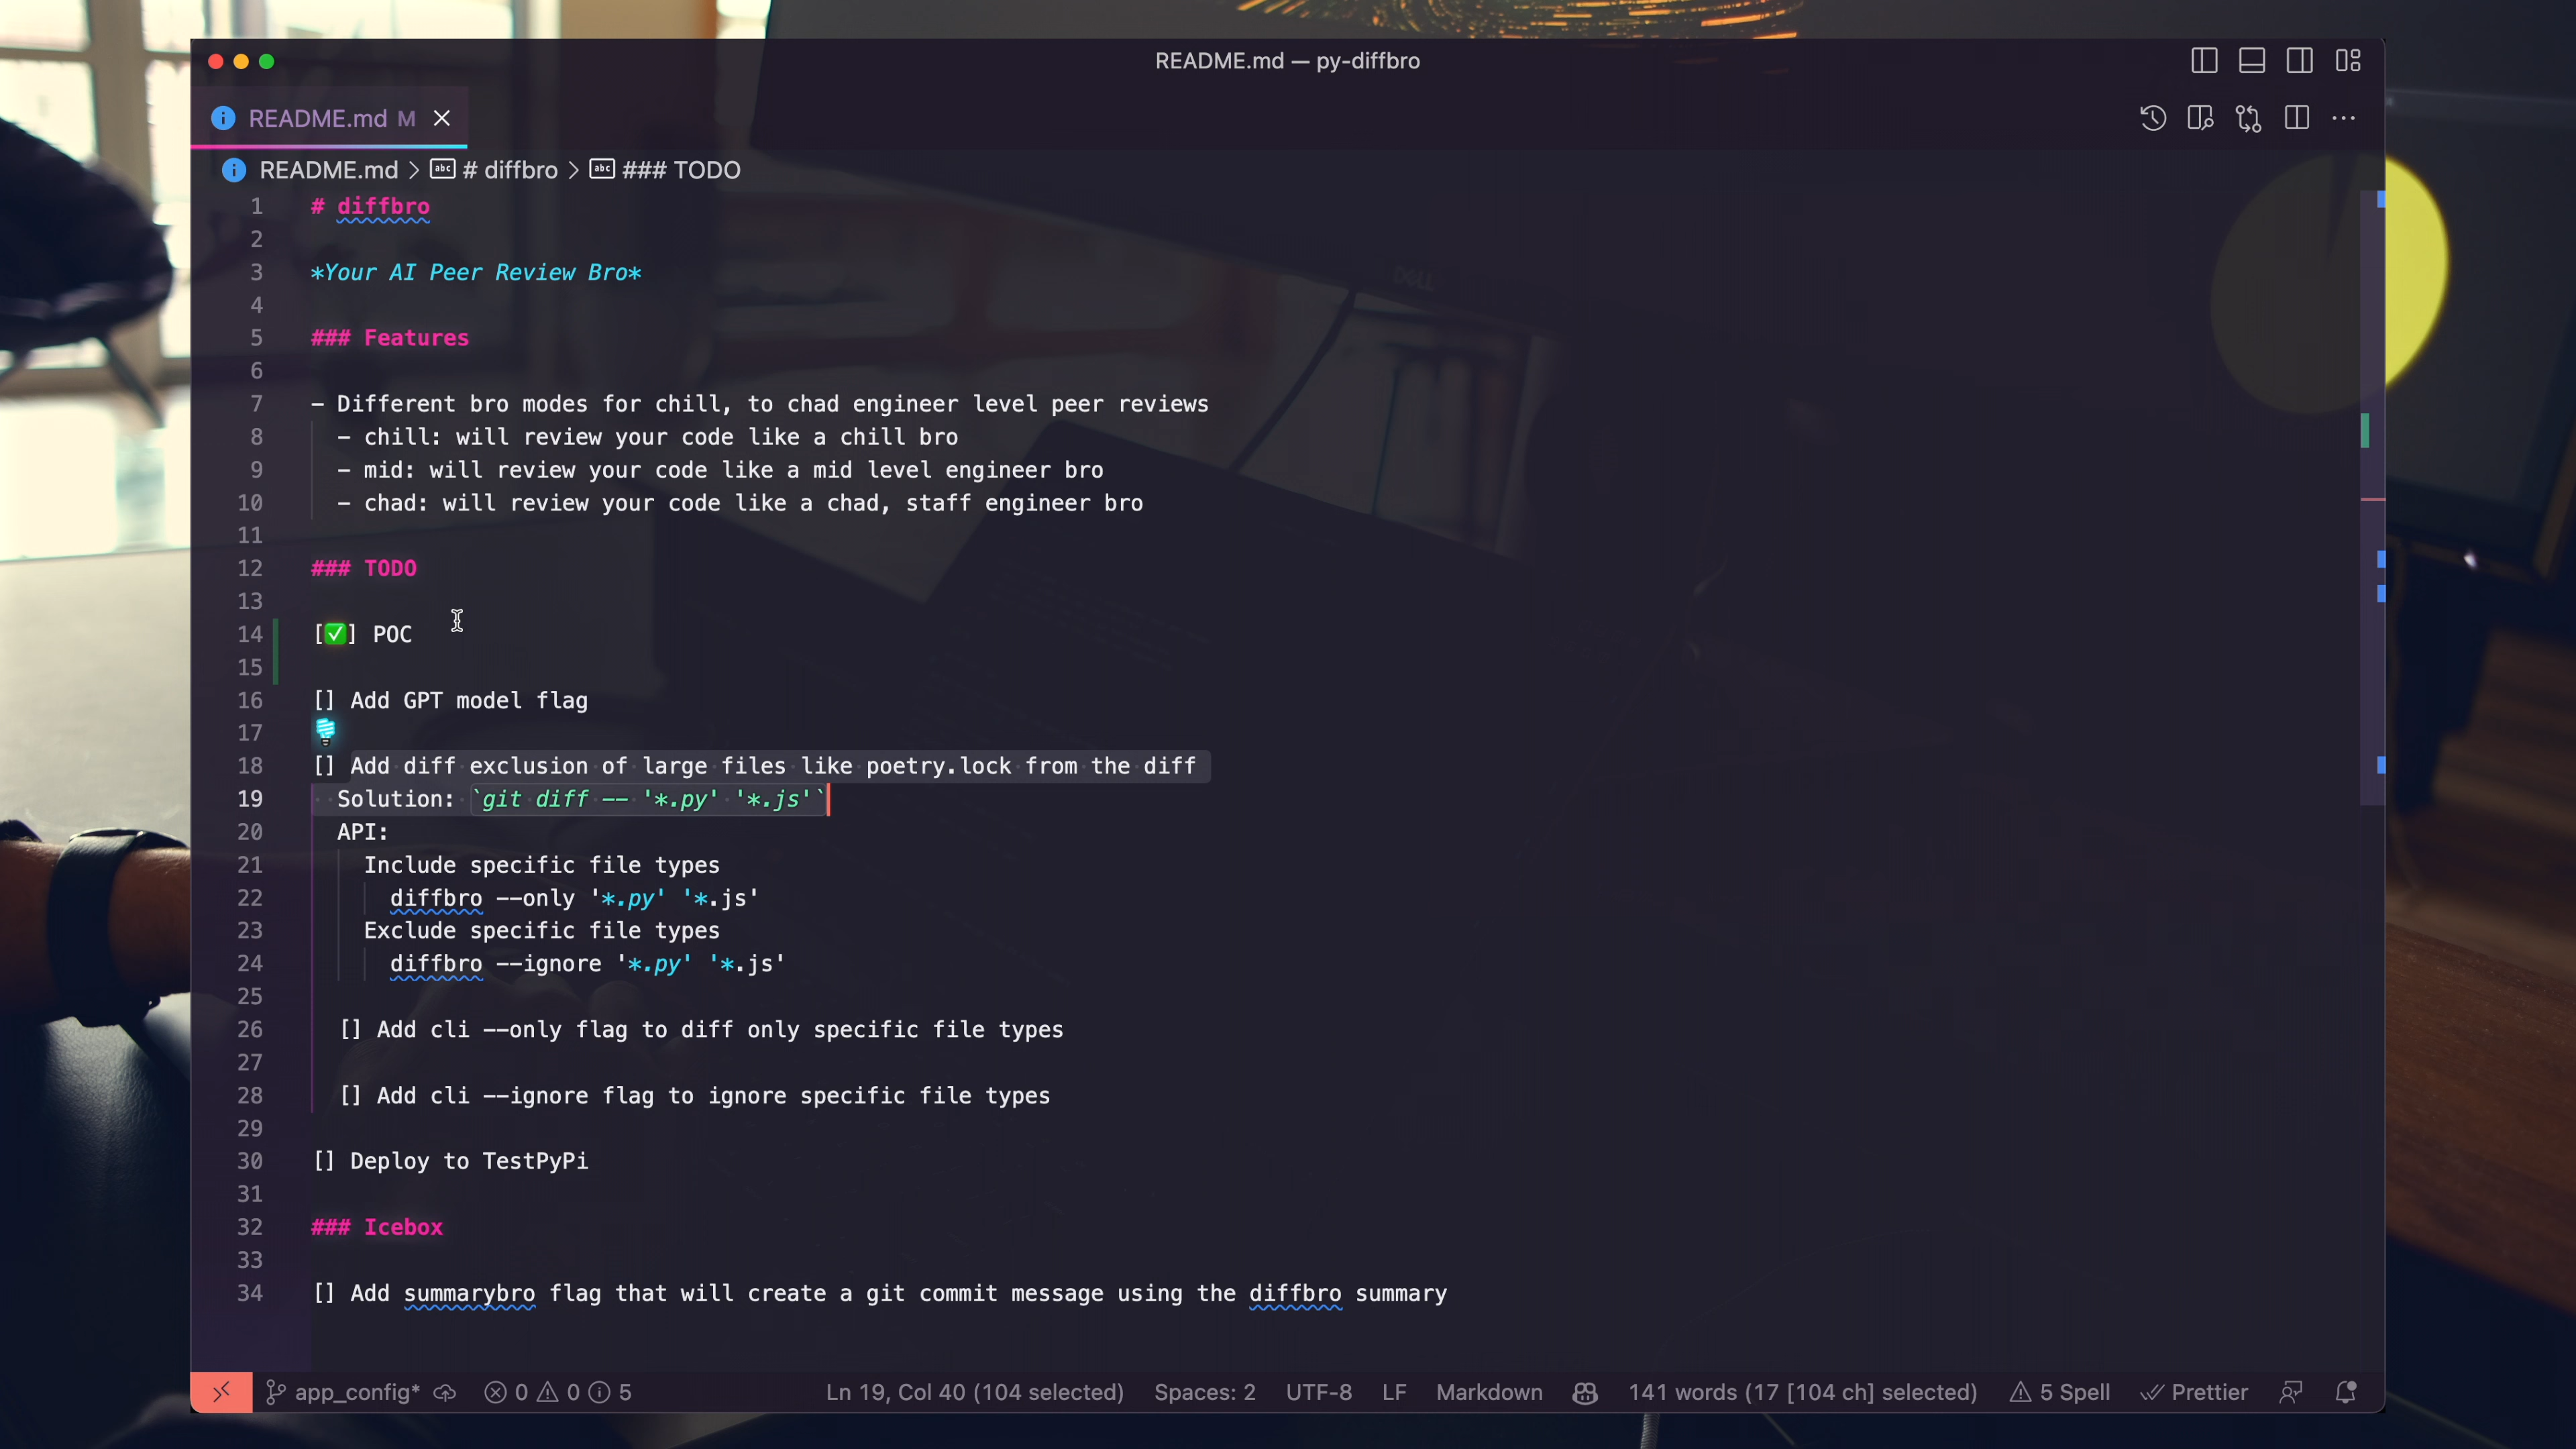 README.md — py-diffbro
README.md M
README.md > # diffbro > ### TODO
1 # diffbro
2
3 *Your AI Peer Review Bro*
4
5 ### Features
6
7 - Different bro modes for chill, to chad engineer level peer reviews
8 - chill: will review your code like a chill bro
9 - mid: will review your code like a mid level engineer bro
10 - chad: will review your code like a chad, staff engineer bro
11
12 ### TODO
13
14 [✅] POC
15
16 [] Add GPT model flag
17
18 [] Add diff exclusion of large files like poetry.lock from the diff
19 Solution: `git diff -- '*.py' '*.js'`
20 API:
21 Include specific file types
22 diffbro --only '*.py' '*.js'
23 Exclude specific file types
24 diffbro --ignore '*.py' '*.js'
25
26 [] Add cli --only flag to diff only specific file types
27
28 [] Add cli --ignore flag to ignore specific file types
29
30 [] Deploy to TestPyPi
31
32 ### Icebox
33
34 [] Add summarybro flag that will create a git commit message using the diffbro summary
app_config* 0 0 5 Ln 19, Col 40 (104 selected) Spaces: 2 UTF-8 LF Markdown 141 words (17 [104 ch] selected) 5 Spell Prettier
DELL